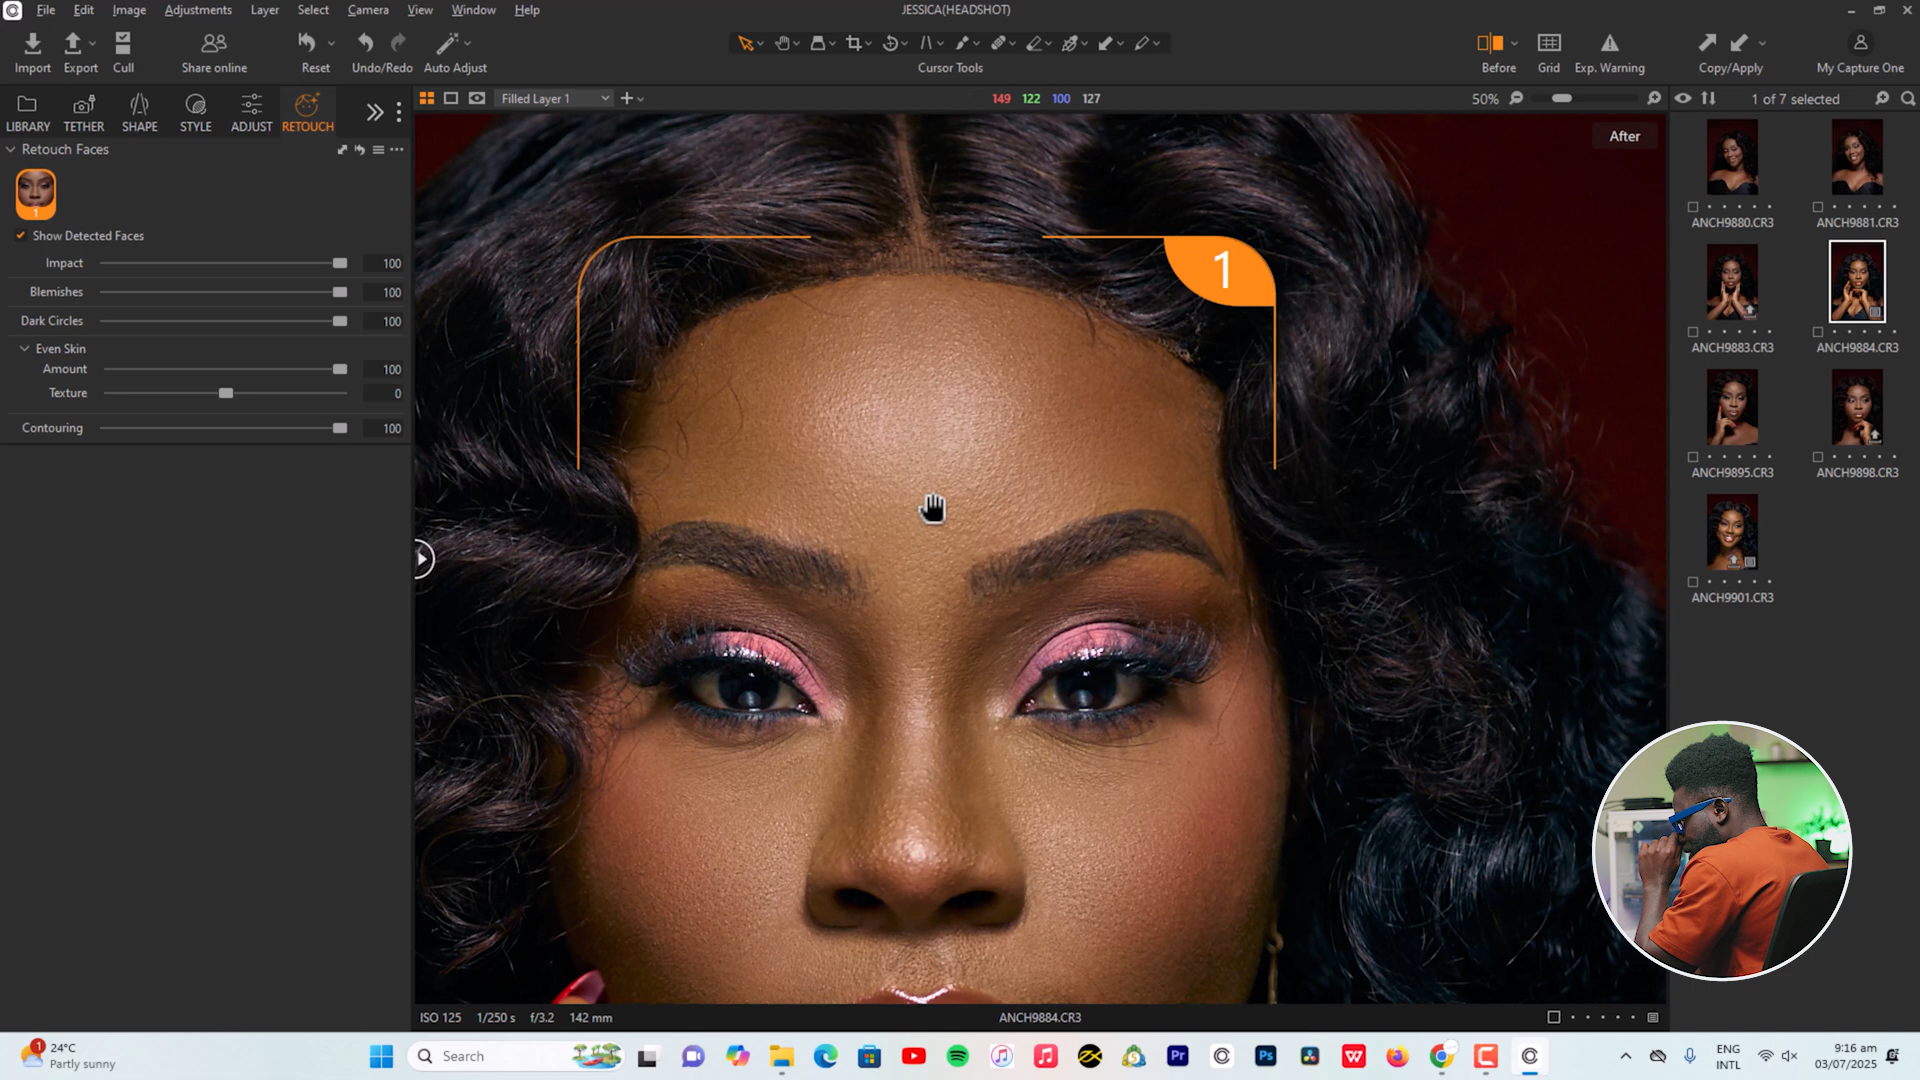 File Edit Image Adjustments Layer Select Camera View Window Help
JESSICA(HEADSHOT)
Import Export Cull Share online Reset Undo/Redo Auto Adjust
Cursor Tools
Before Grid Exp. Warning Copy/Apply My Capture One
LIBRARY TETHER SHAPE STYLE ADJUST RETOUCH
Filled Layer 1
149 122 100 127
50%
1 of 7 selected
Retouch Faces
1
Show Detected Faces
Impact 100
Blemishes 100
Dark Circles 100
Even Skin
Amount 100
Texture 0
Contouring 100
After
1
ANCH9880.CR3 ANCH9881.CR3
ANCH9883.CR3 ANCH9884.CR3
ANCH9895.CR3 ANCH9898.CR3
ANCH9901.CR3
ISO 125 1/250 s f/3.2 142 mm
ANCH9884.CR3
1
24°C
Partly sunny
Search
Pr
Ps
W
ENG
INTL
9:16 am
03/07/2025